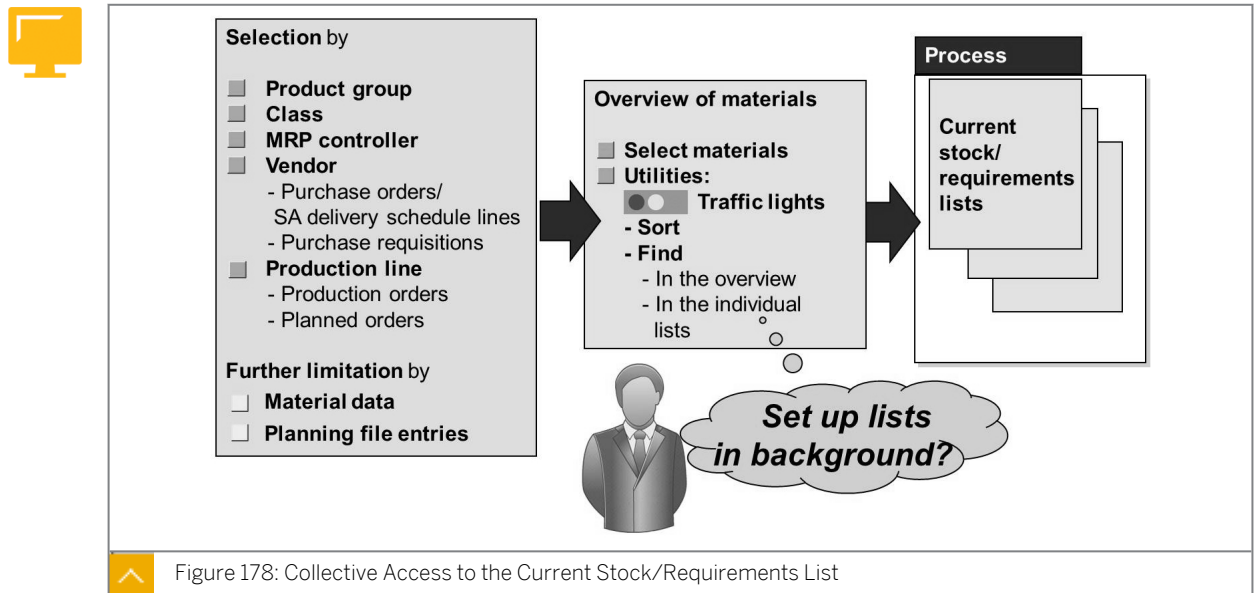 Selection by
Product group
Class
MRP controller
Vendor
- Purchase orders/
SA delivery schedule lines
- Purchase requisitions
Production line
- Production orders
- Planned orders
Further limitation by
Material data
Planning file entries
Overview of materials
Select materials
Utilities:
Traffic lights
- Sort
- Find
- In the overview
- In the individual
lists
Process
Current
stock/
requirements
lists
Set up lists
in background?
Figure 178: Collective Access to the Current Stock/Requirements List